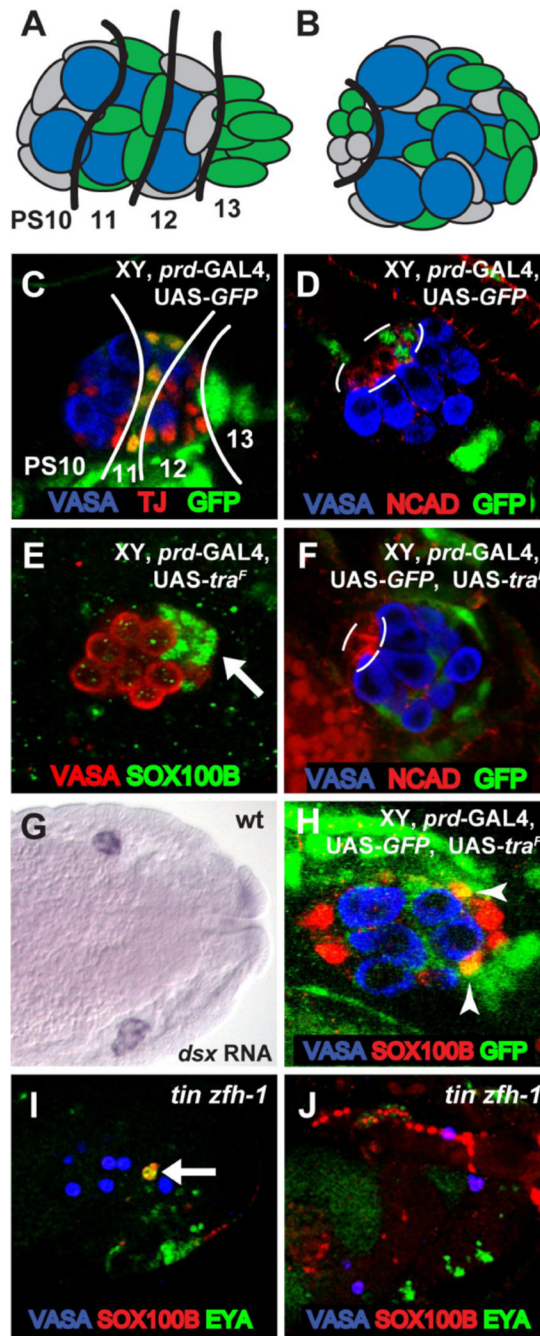 A
B
PS10 11 12 13
C
XY, prd-GAL4,
UAS-GFP
PS10 11 12 13
VASA TJ GFP
D
XY, prd-GAL4,
UAS-GFP
VASA NCAD GFP
E
XY, prd-GAL4,
UAS-traF
VASA SOX100B
F
XY, prd-GAL4,
UAS-GFP, UAS-tra
VASA NCAD GFP
G
wt
dsx RNA
H
XY, prd-GAL4,
UAS-GFP, UAS-tra
VASA SOX100B GFP
I
tin zfh-1
VASA SOX100B EYA
J
tin zfh-1
VASA SOX100B EYA